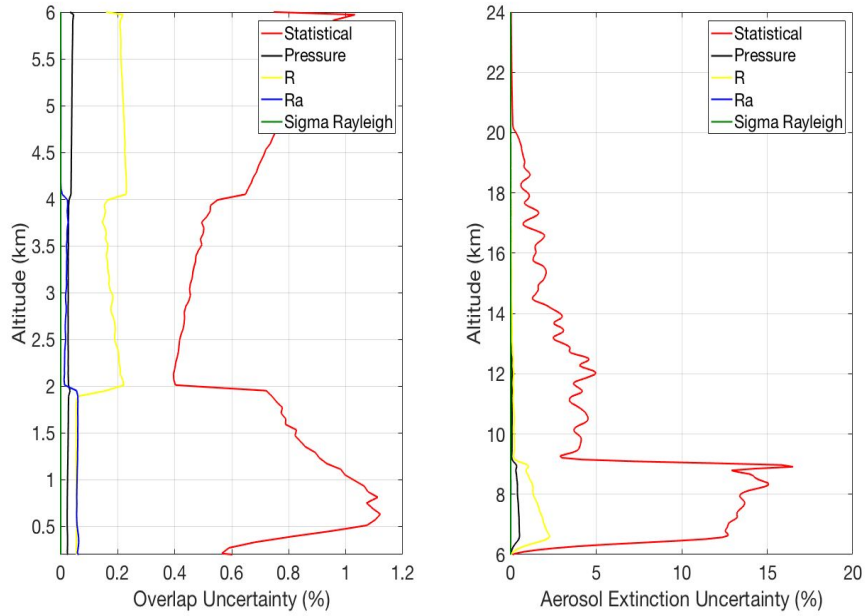 6
5.5
5
4.5
4
3.5
3
2.5
2
1.5
1
0.5
Altitude (km)
0 0.2 0.4 0.6 0.8 1 1.2
Overlap Uncertainty (%)
Statistical
Pressure
R
Ra
Sigma Rayleigh
24
22
20
18
16
14
12
10
8
6
Altitude (km)
0 5 10 15 20
Aerosol Extinction Uncertainty (%)
Statistical
Pressure
R
Ra
Sigma Rayleigh